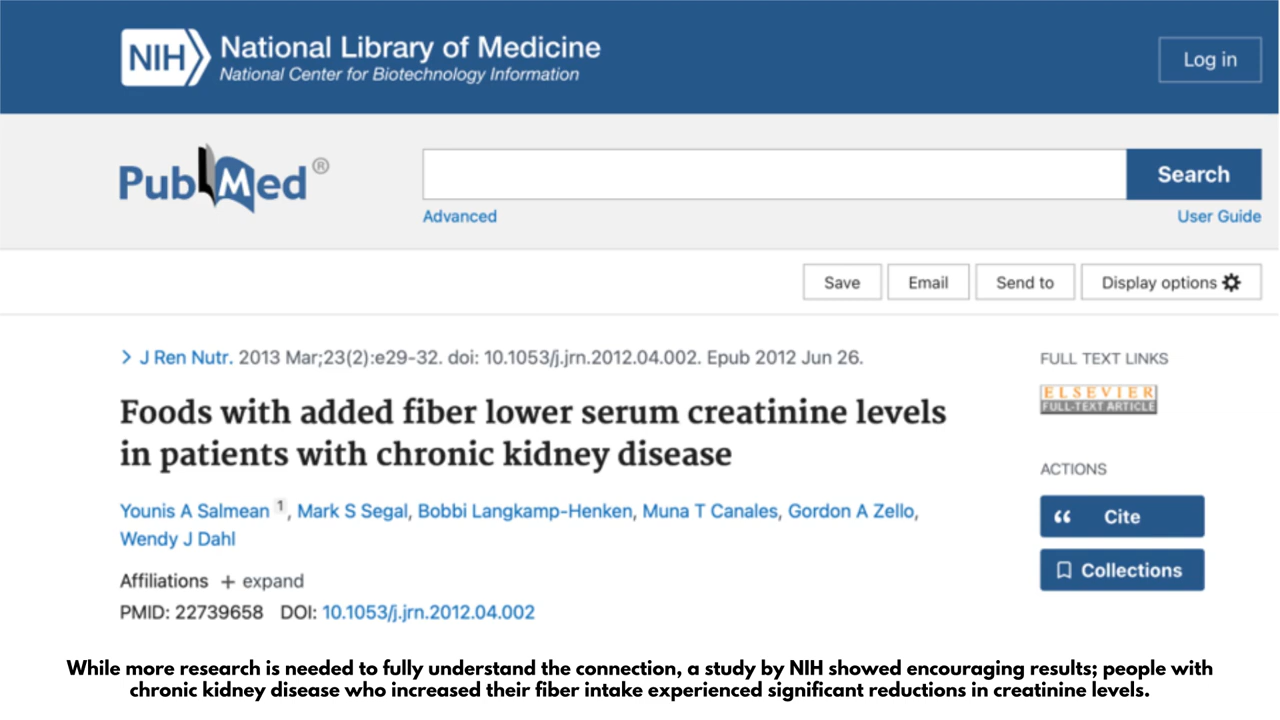 NIH National Library of Medicine
National Center for Biotechnology Information
Log in
PubMed®
Search
Advanced
User Guide
Save
Email
Send to
Display options
J Ren Nutr. 2013 Mar;23(2):e29-32. doi: 10.1053/j.jrn.2012.04.002. Epub 2012 Jun 26.
Foods with added fiber lower serum creatinine levels
in patients with chronic kidney disease
Younis A Salmean 1, Mark S Segal, Bobbi Langkamp-Henken, Muna T Canales, Gordon A Zello,
Wendy J Dahl
Affiliations + expand
PMID: 22739658 DOI: 10.1053/j.jrn.2012.04.002
FULL TEXT LINKS
ELSEVIER
FULL-TEXT ARTICLE
ACTIONS
“ Cite
Collections
While more research is needed to fully understand the connection, a study by NIH showed encouraging results; people with
chronic kidney disease who increased their fiber intake experienced significant reductions in creatinine levels.